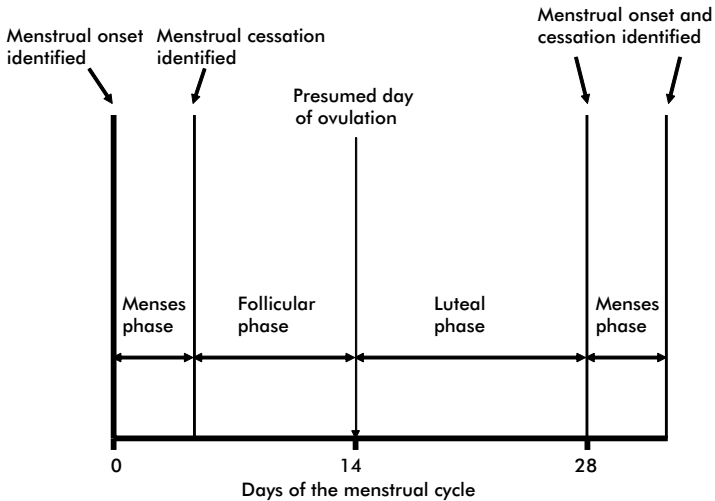 Menstrual onset
identified
Menstrual cessation
identified
Menstrual onset and
cessation identified
Presumed day
of ovulation
Menses
phase
Follicular
phase
Luteal
phase
Menses
phase
0
14
28
Days of the menstrual cycle